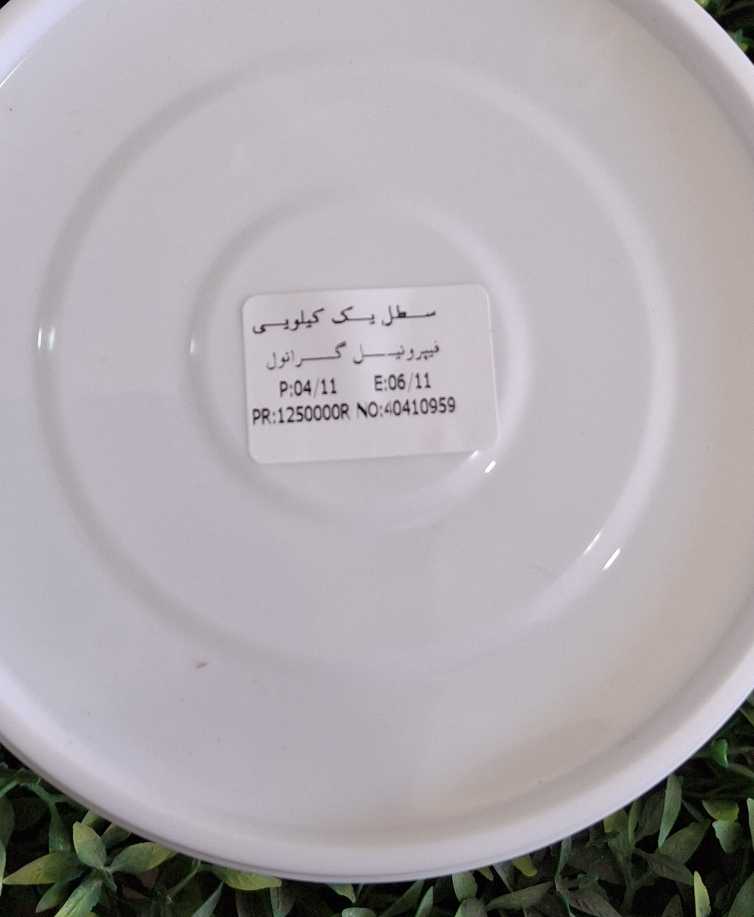 سطل یک کیلویی
فیپرونیل گرانول
P:04/11 E:06/11
PR:1250000R NO:40410959